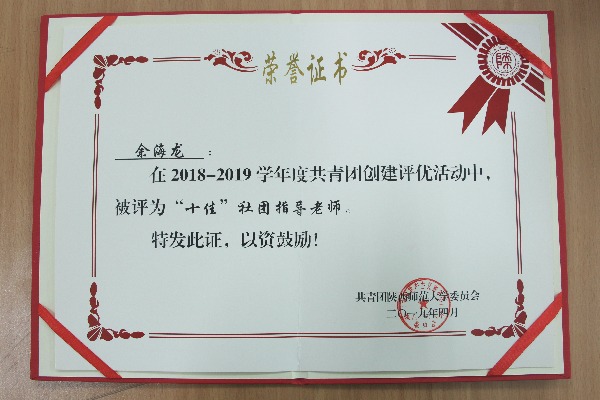 荣誉证书
陕
余海龙：
在2018-2019学年度共青团创建评优活动中，
被评为“十佳”社团指导老师。
特发此证，以资鼓励！
共青团陕西师范大学委员会
二〇一九年四月